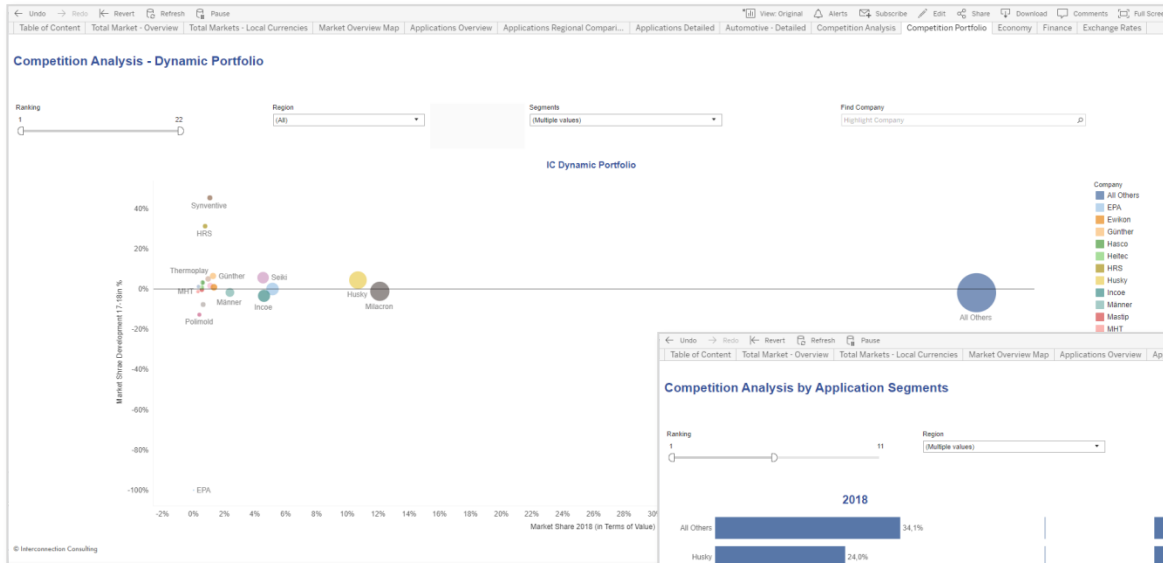 Undo Redo Revert Refresh Pause View: Original Alerts Subscribe Edit Share Download Comments Full Scree
Table of Content Total Market - Overview Total Markets - Local Currencies Market Overview Map Applications Overview Applications Regional Compari... Applications Detailed Automotive - Detailed Competition Analysis Competition Portfolio Economy Finance Exchange Rates
Competition Analysis - Dynamic Portfolio
Ranking Region Segments Find Company
1 22 (All) (Multiple values) Highlight Company
IC Dynamic Portfolio
Company
All Others
EPA
Ewikon
Günther
Hasco
Heitec
HRS
Husky
Incoe
Männer
Mastip
MHT
Market Shrae Development 17-18in %
40%
20%
0%
-20%
-40%
-60%
-80%
-100%
Synventive
HRS
Thermoplay
Günther
Saiki
MHT
Männer
Incoe
Husky
Milacron
All Others
Polimold
EPA
-2% 0% 2% 4% 6% 8% 10% 12% 14% 16% 18% 20% 22% 24% 26% 28%
Market Share 2018 (in Terms of Value)
© Interconnection Consulting
Undo Redo Revert Refresh Pause
Table of Content Total Market - Overview Total Markets - Local Currencies Market Overview Map Applications Overview
Competition Analysis by Application Segments
Ranking Region
1 11 (Multiple values)
2018
All Others 34,1%
Husky 24,0%